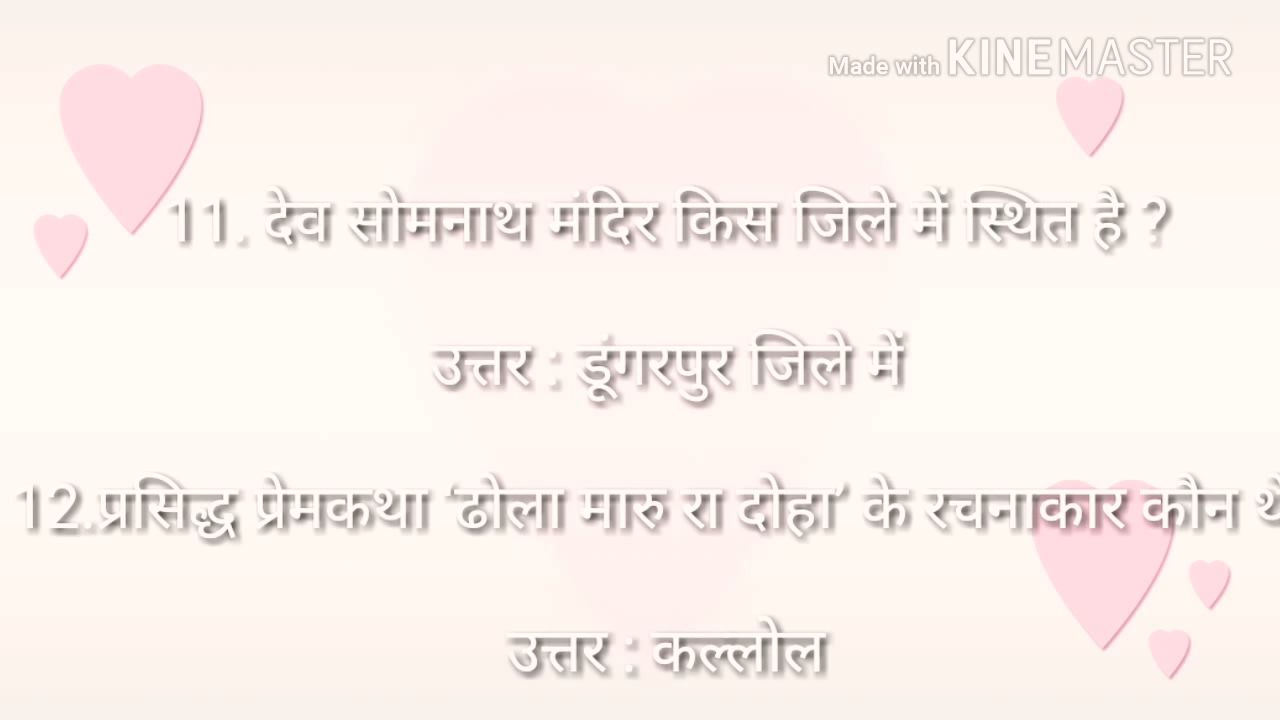 Made with KINEMASTER
11. देव सोमनाथ मंदिर किस जिले में स्थित है ?
उत्तर : डूंगरपुर जिले में
12.प्रसिद्ध प्रेमकथा ‘ढोला मारु रा दोहा’ के रचनाकार कौन थे
उत्तर : कल्लोल